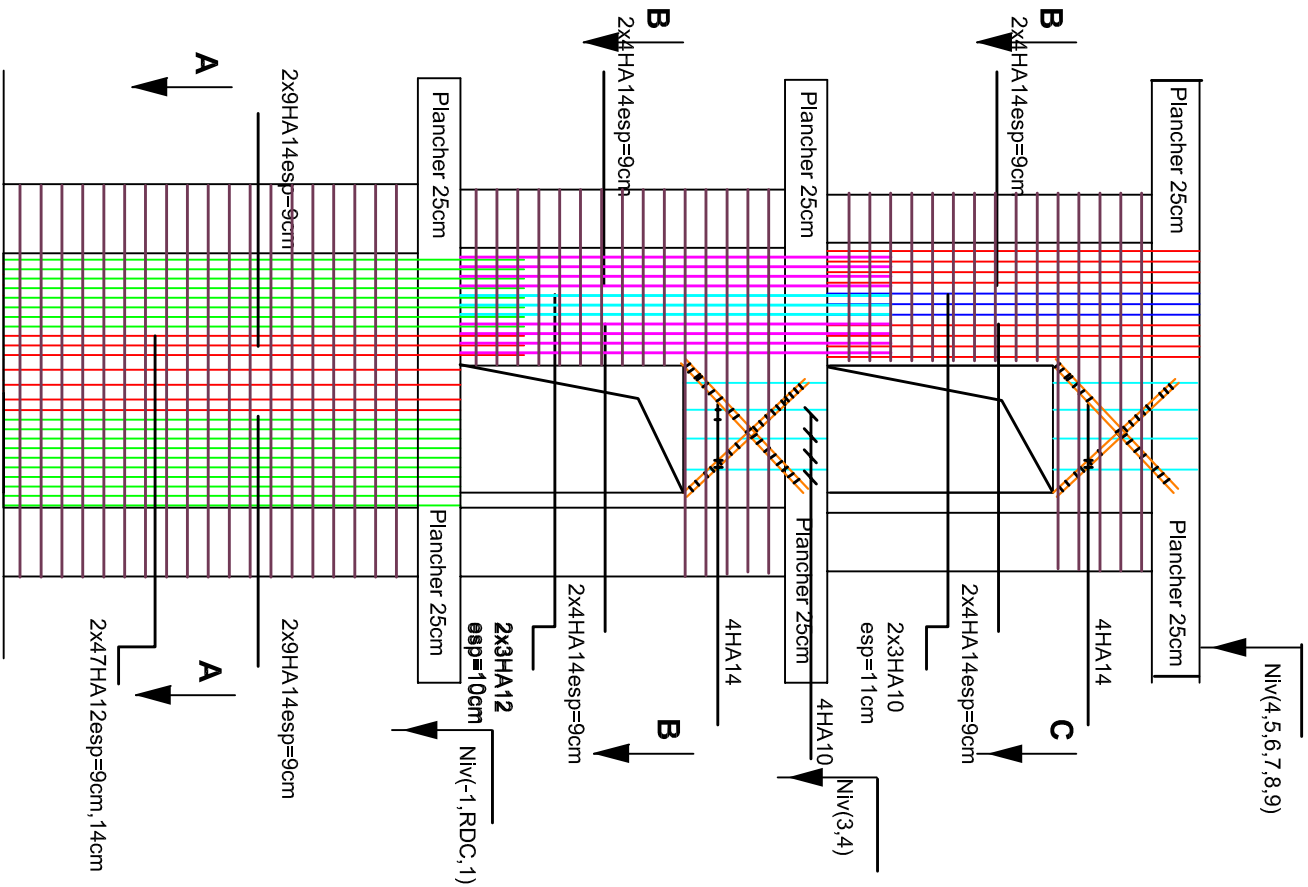 Niv(4,5,6,7,8,9)
Plancher 25cm
Plancher 25cm
4HA14
B
C
2x4HA14esp=9cm
2x4HA14esp=9cm
2x3HA10
esp=11cm
Niv(3,4)
4HA10
Plancher 25cm
Plancher 25cm
4HA14
B
B
2x4HA14esp=9cm
2x4HA14esp=9cm
2x3HA12
esp=10cm
Niv(-1,RDC,1)
Plancher 25cm
Plancher 25cm
2x9HA14esp=9cm
2x9HA14esp=9cm
A
A
2x47HA12esp=9cm,14cm